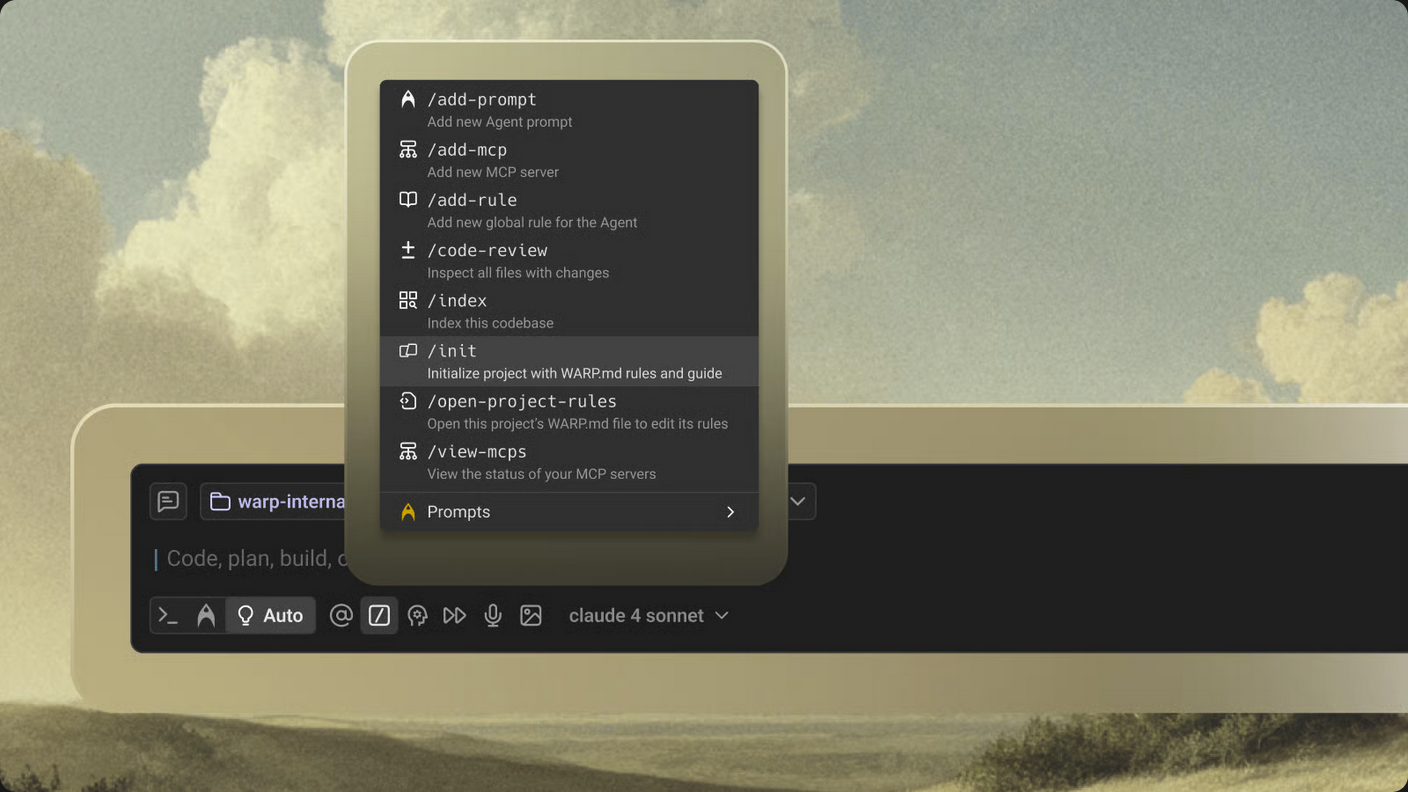 /add-prompt
Add new Agent prompt
/add-mcp
Add new MCP server
/add-rule
Add new global rule for the Agent
/code-review
Inspect all files with changes
/index
Index this codebase
/init
Initialize project with WARP.md rules and guide
/open-project-rules
Open this project's WARP.md file to edit its rules
/view-mcps
View the status of your MCP servers
Prompts
warp-interna
Code, plan, build,
Auto
claude 4 sonnet